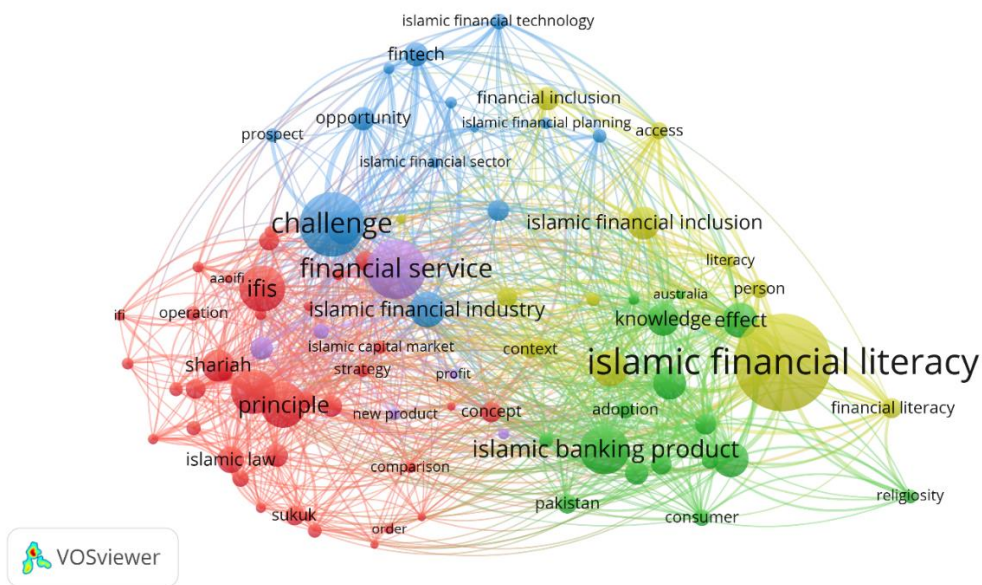 islamic financial technology
fintech
financial inclusion
opportunity
islamic financial planning
access
prospect
islamic financial sector
challenge
islamic financial inclusion
financial service
literacy
aaoifi
ifis
person
australia
islamic financial industry
ifi
operation
knowledge
effect
islamic capital market
context
shariah
strategy
profit
islamic financial literacy
principle
new product
concept
adoption
financial literacy
islamic banking product
islamic law
comparison
religiosity
pakistan
sukuk
consumer
order
VOSviewer